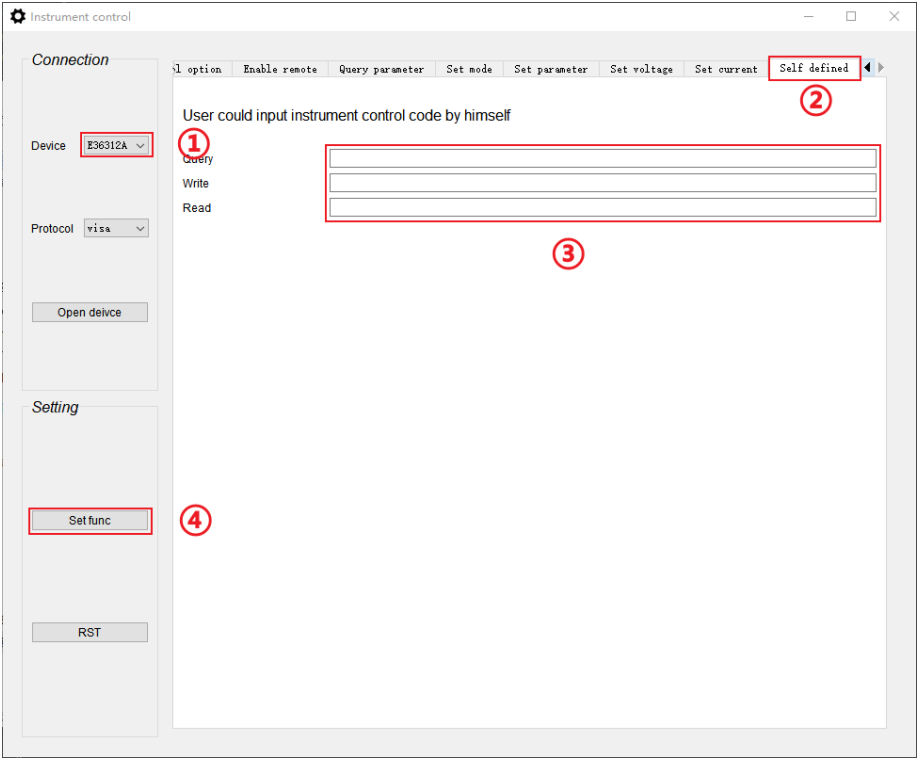 Instrument control
Connection
Device E36312A
Protocol visa
Open deivce
Setting
Set func
RST
option Enable remote Query parameter Set mode Set parameter Set voltage Set current Self defined
②
User could input instrument control code by himself
①
Query
Write
Read
③
④